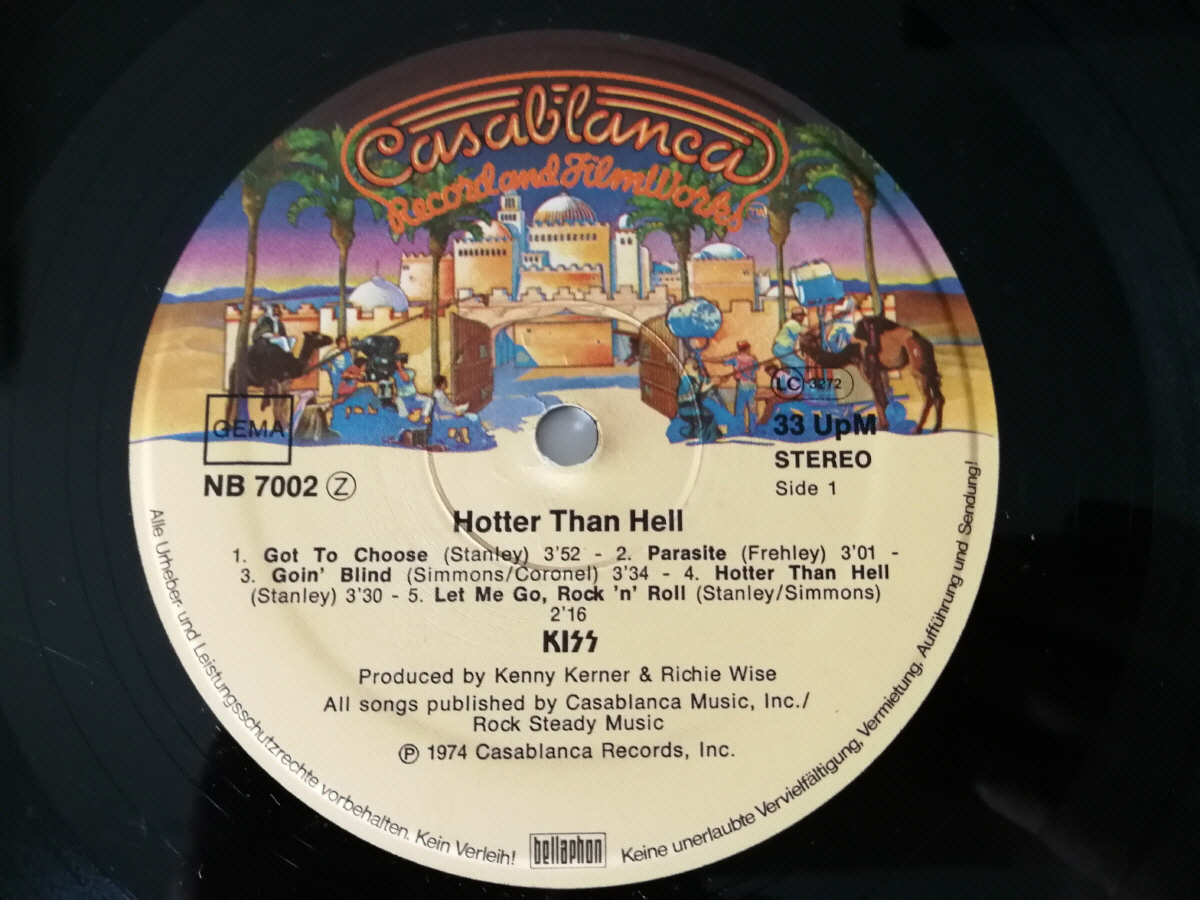 Casablanca
Record and FilmWorks TM
LC 3272
GEMA
33 UpM
STEREO
NB 7002 Z
Side 1
Hotter Than Hell
1. Got To Choose (Stanley) 3'52 - 2. Parasite (Frehley) 3'01 -
3. Goin' Blind (Simmons/Coronel) 3'34 - 4. Hotter Than Hell
(Stanley) 3'30 - 5. Let Me Go, Rock 'n' Roll (Stanley/Simmons)
2'16
KISS
Produced by Kenny Kerner & Richie Wise
All songs published by Casablanca Music, Inc./
Rock Steady Music
℗ 1974 Casablanca Records, Inc.
Alle Urheber- und Leistungsschutzrechte vorbehalten. Kein Verleih!
bellaphon
Keine unerlaubte Vervielfältigung, Vermietung, Aufführung und Sendung!